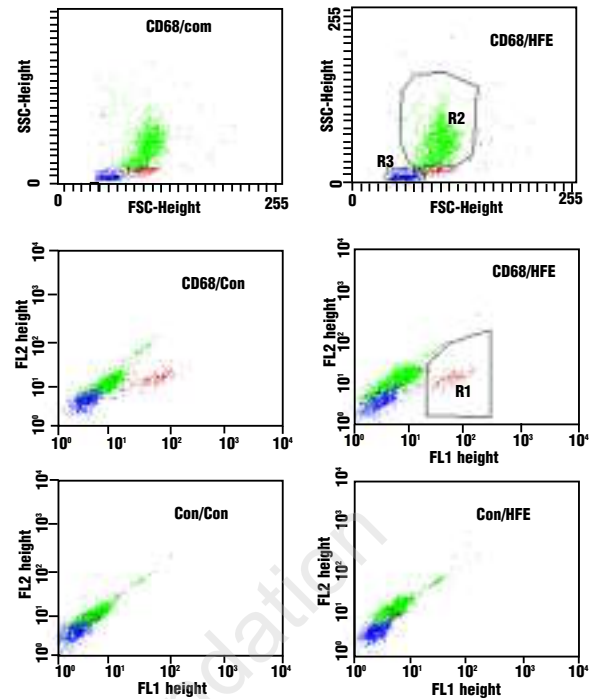 CD68/com
SSC-Height
0
0
255
FSC-Height
CD68/HFE
255
R2
R3
SSC-Height
0
0
255
FSC-Height
CD68/Con
FL2 height
10⁴
10³
10²
10¹
10⁰
10⁰ 10¹ 10² 10³ 10⁴
CD68/HFE
FL2 height
10⁴
10³
10²
10¹
10⁰
R1
10⁰ 10¹ 10² 10³ 10⁴
FL1 height
Con/Con
FL2 height
10⁴
10³
10²
10¹
10⁰
10⁰ 10¹ 10² 10³ 10⁴
FL1 height
Con/HFE
FL2 height
10⁴
10³
10²
10¹
10⁰
10⁰ 10¹ 10² 10³ 10⁴
FL1 height
dation